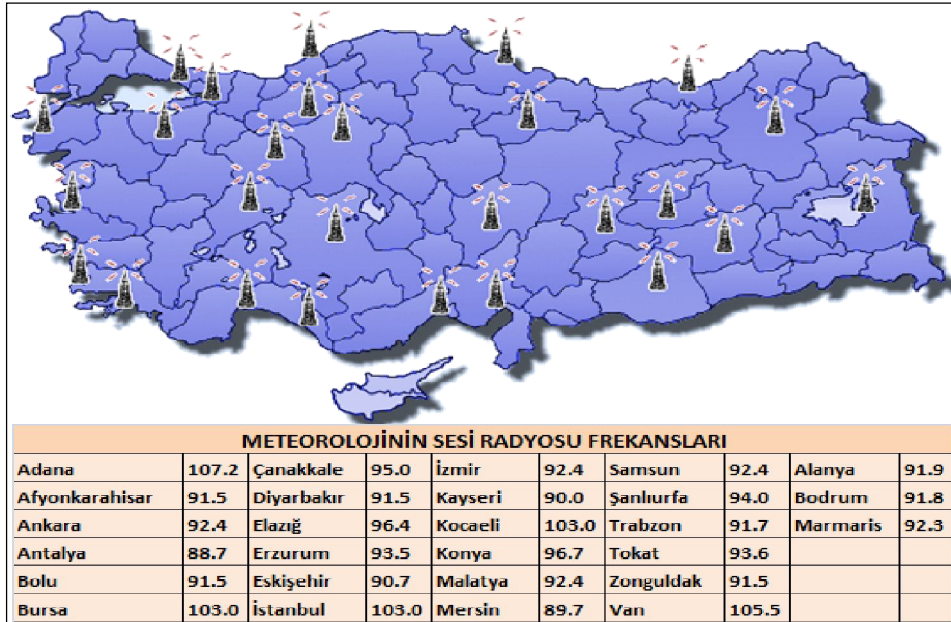 METEOROLOJİNİN SESİ RADYOSU FREKANSLARI
Adana 107.2 Çanakkale 95.0 İzmir 92.4 Samsun 92.4 Alanya 91.9
Afyonkarahisar 91.5 Diyarbakır 91.5 Kayseri 90.0 Şanlıurfa 94.0 Bodrum 91.8
Ankara 92.4 Elazığ 96.4 Kocaeli 103.0 Trabzon 91.7 Marmaris 92.3
Antalya 88.7 Erzurum 93.5 Konya 96.7 Tokat 93.6
Bolu 91.5 Eskişehir 90.7 Malatya 92.4 Zonguldak 91.5
Bursa 103.0 İstanbul 103.0 Mersin 89.7 Van 105.5